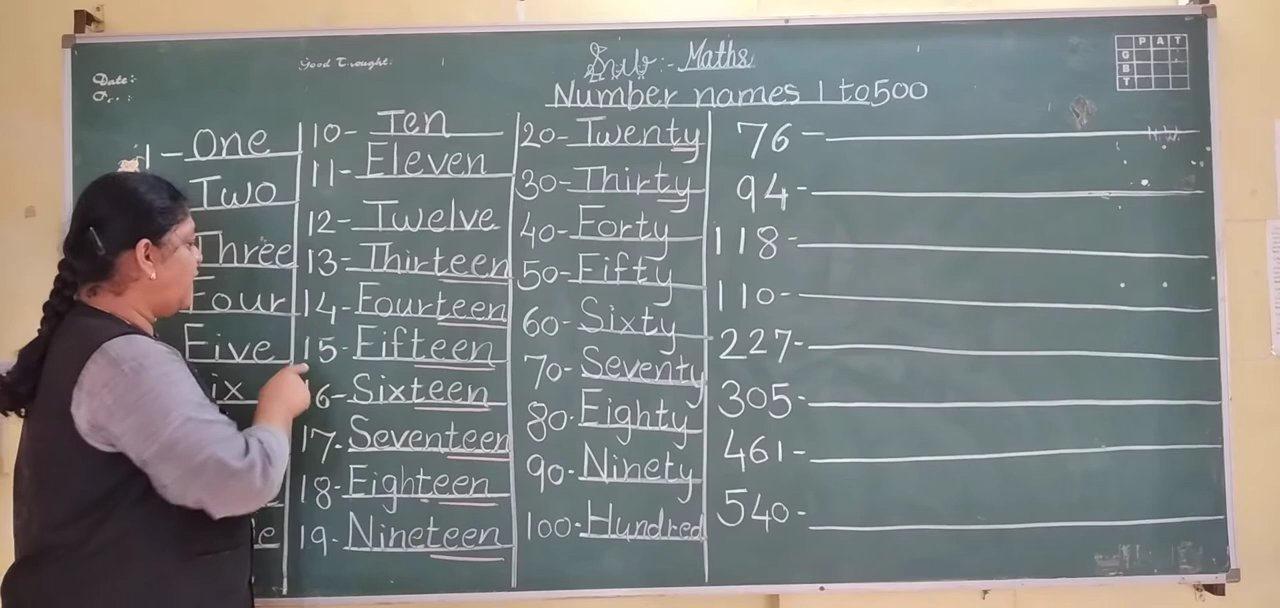 Good Thought:
Date:-
Sub:- Maths
Number names 1 to 500
P A T
G
B
T
1 - One
Two
Three
Four
Five
ix
e
10 - Ten
11 - Eleven
12 - Twelve
13 - Thirteen
14 - Fourteen
15 - Fifteen
16 - Sixteen
17 - Seventeen
18 - Eighteen
19 - Nineteen
20 - Twenty
30 - Thirty
40 - Forty
50 - Fifty
60 - Sixty
70 - Seventy
80 - Eighty
90 - Ninety
100 - Hundred
76 -
94 -
118 -
110 -
227 -
305 -
461 -
540 -